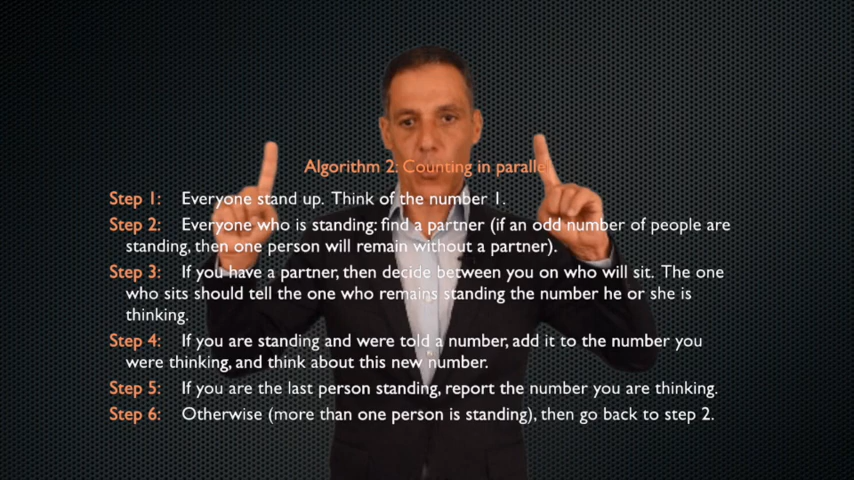 Algorithm 2: Counting in parallel
Step 1: Everyone stand up. Think of the number 1.
Step 2: Everyone who is standing: find a partner (if an odd number of people are
standing, then one person will remain without a partner).
Step 3: If you have a partner, then decide between you on who will sit. The one
who sits should tell the one who remains standing the number he or she is
thinking.
Step 4: If you are standing and were told a number, add it to the number you
were thinking, and think about this new number.
Step 5: If you are the last person standing, report the number you are thinking.
Step 6: Otherwise (more than one person is standing), then go back to step 2.